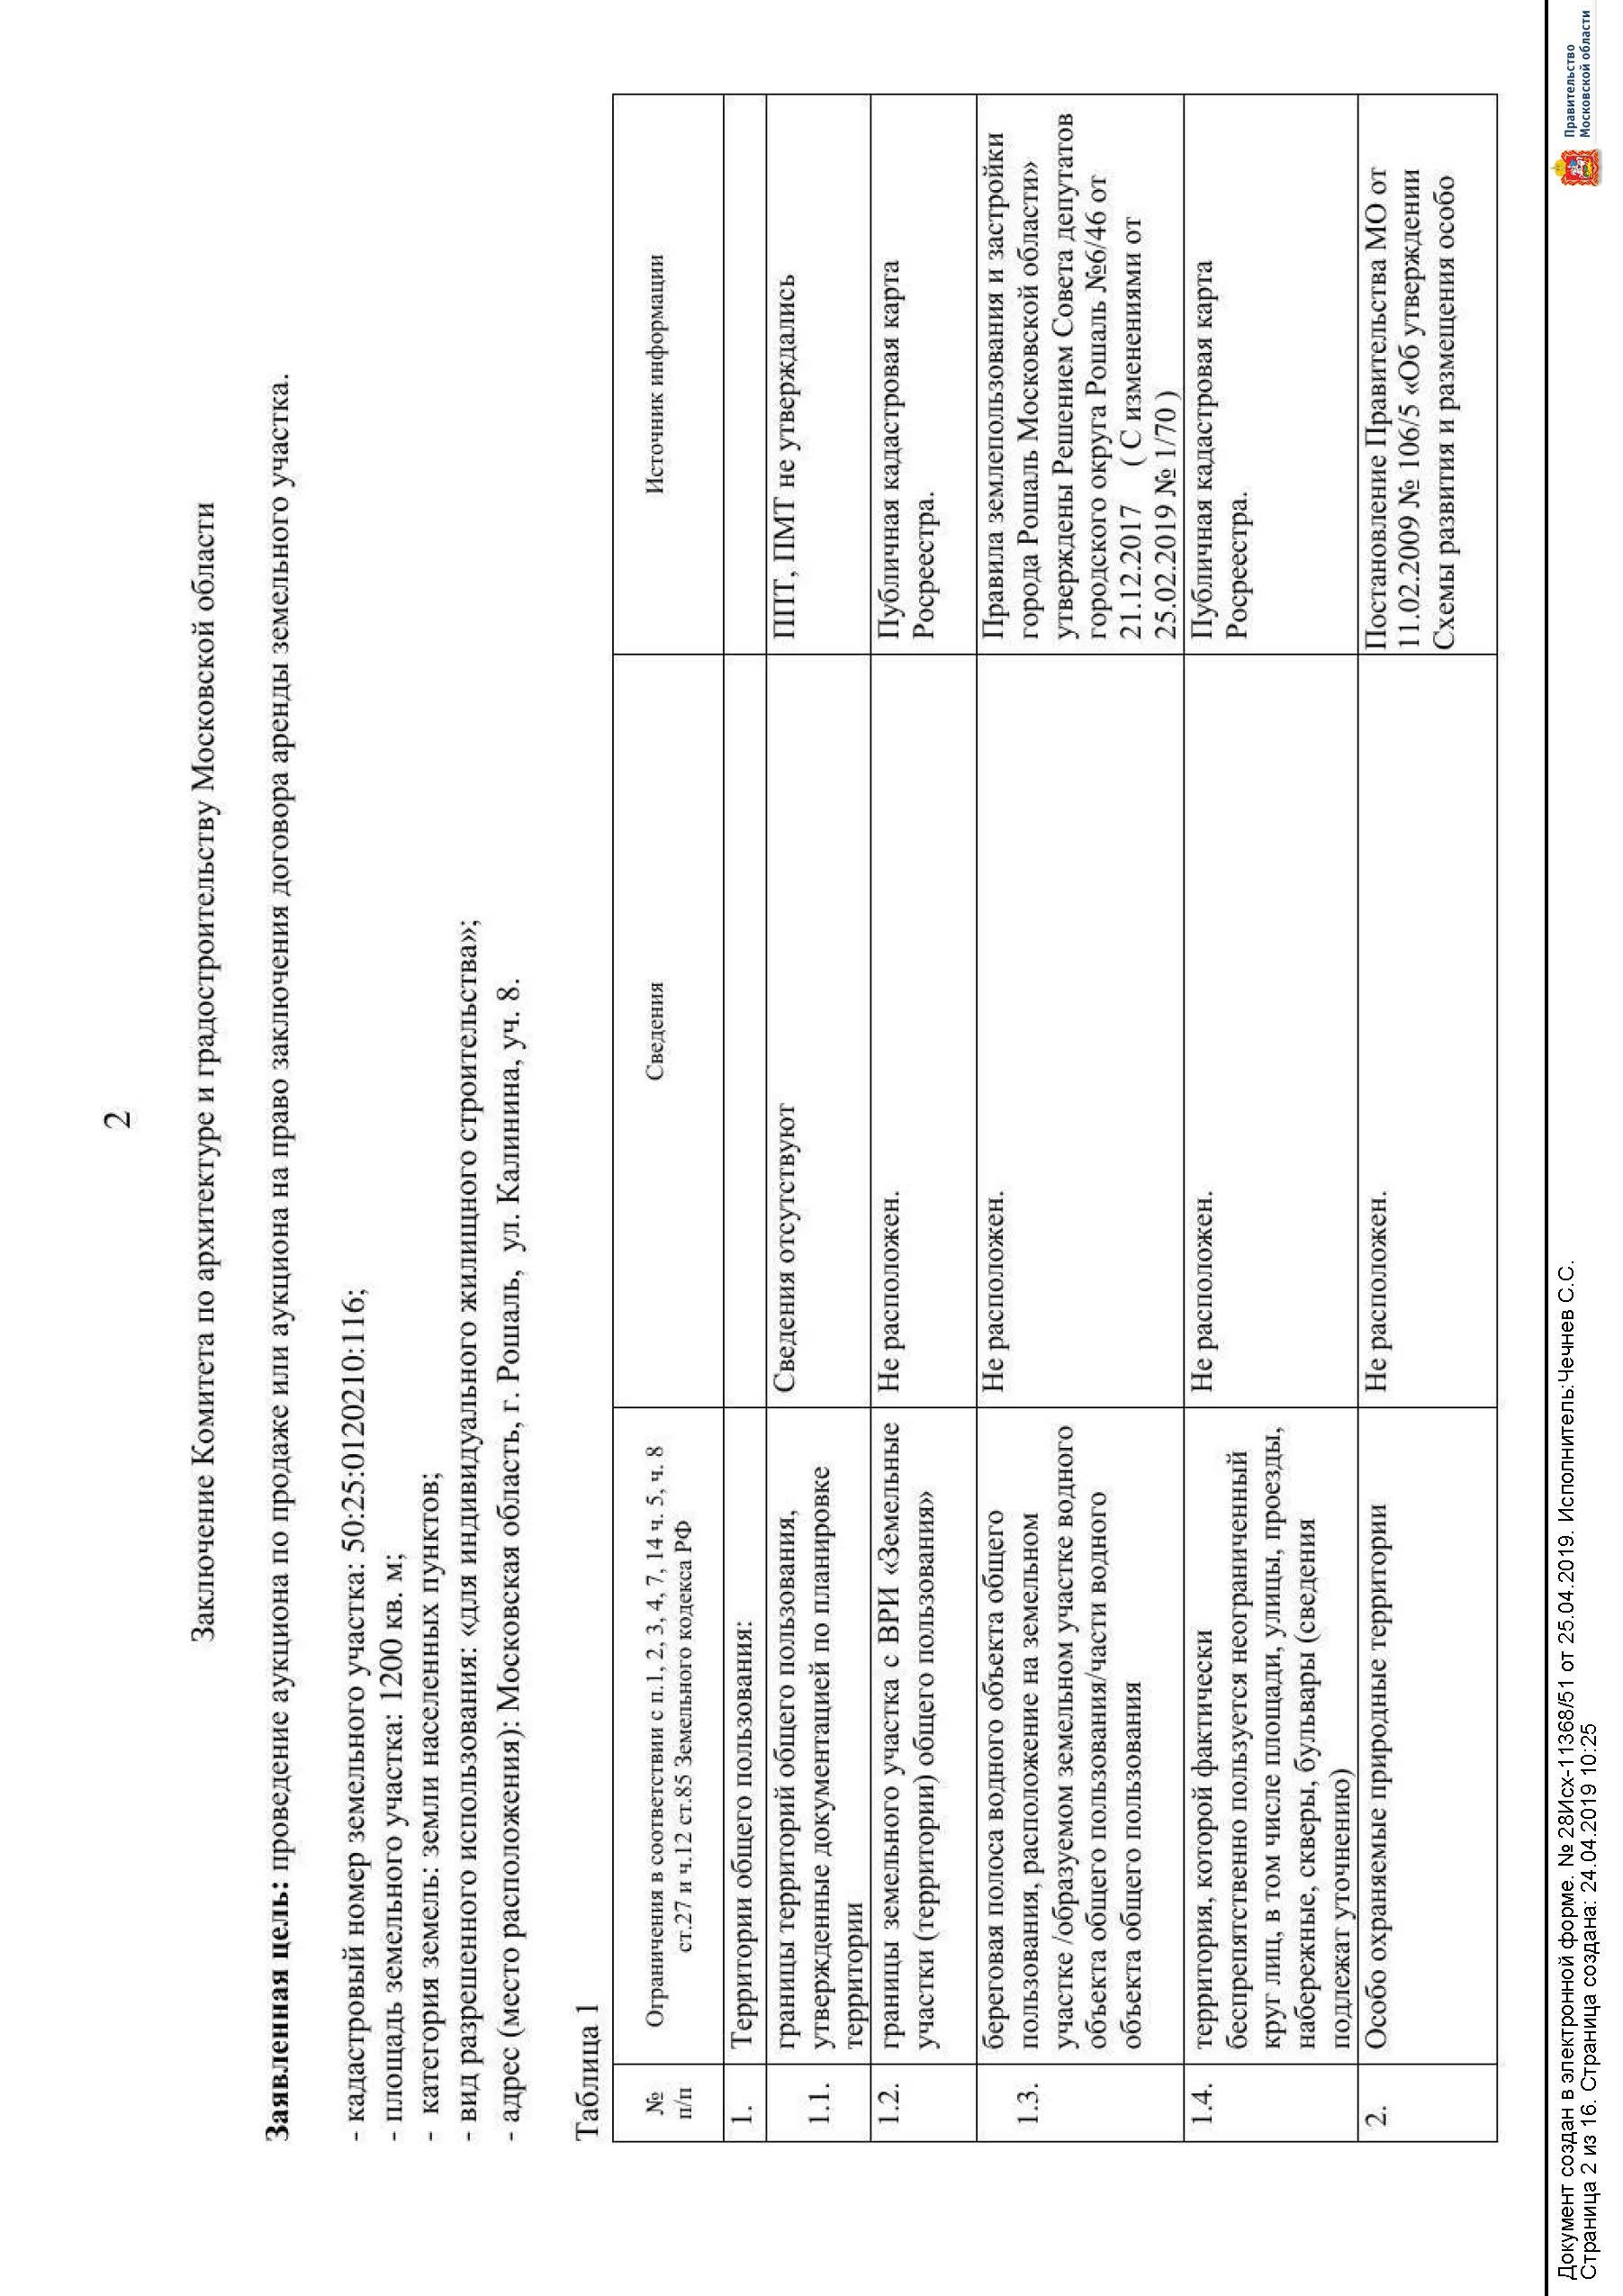 2
Заключение Комитета по архитектуре и градостроительству Московской области
Заявленная цель: проведение аукциона по продаже или аукциона на право заключения договора аренды земельного участка.
- кадастровый номер земельного участка: 50:25:0120210:116;
- площадь земельного участка: 1200 кв. м;
- категория земель: земли населенных пунктов;
- вид разрешенного использования: «для индивидуального жилищного строительства»;
- адрес (место расположения): Московская область, г. Рошаль, ул. Калинина, уч. 8.
Таблица 1
№
п/п
Ограничения в соответствии с п.1, 2, 3, 4, 7, 14 ч. 5, ч. 8
ст.27 и ч.12 ст.85 Земельного кодекса РФ
Сведения
Источник информации
1.
Территории общего пользования:
1.1.
границы территорий общего пользования,
утвержденные документацией по планировке
территории
Сведения отсутствуют
ППТ, ПМТ не утверждались
1.2.
границы земельного участка с ВРИ «Земельные
участки (территории) общего пользования»
Не расположен.
Публичная кадастровая карта
Росреестра.
1.3.
береговая полоса водного объекта общего
пользования, расположение на земельном
участке /образуемом земельном участке водного
объекта общего пользования/части водного
объекта общего пользования
Не расположен.
Правила землепользования и застройки
города Рошаль Московской области»
утверждены Решением Совета депутатов
городского округа Рошаль №6/46 от
21.12.2017 ( С изменениями от
25.02.2019 № 1/70 )
1.4.
территория, которой фактически
беспрепятственно пользуется неограниченный
круг лиц, в том числе площади, улицы, проезды,
набережные, скверы, бульвары (сведения
подлежат уточнению)
Не расположен.
Публичная кадастровая карта
Росреестра.
2.
Особо охраняемые природные территории
Не расположен.
Постановление Правительства МО от
11.02.2009 № 106/5 «Об утверждении
Схемы развития и размещения особо
Документ создан в электронной форме. № 28Исх-11368/51 от 25.04.2019. Исполнитель:Чечнев С.С.
Страница 2 из 16. Страница создана: 24.04.2019 10:25
Правительство
Московской области